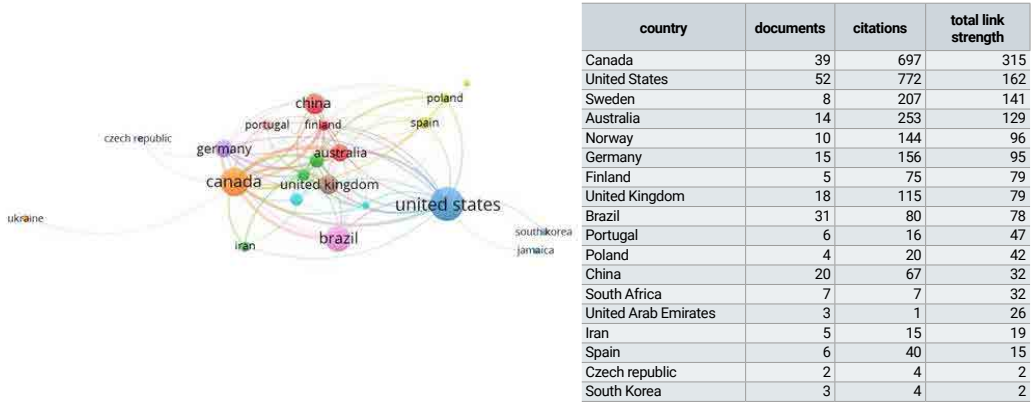 china
poland
portugal finland
spain
czech republic
germany
australia
canada
united kingdom
united states
ukraine
brazil
south korea
iran
jamaica
country documents citations total link strength
Canada 39 697 315
United States 52 772 162
Sweden 8 207 141
Australia 14 253 129
Norway 10 144 96
Germany 15 156 95
Finland 5 75 79
United Kingdom 18 115 79
Brazil 31 80 78
Portugal 6 16 47
Poland 4 20 42
China 20 67 32
South Africa 7 7 32
United Arab Emirates 3 1 26
Iran 5 15 19
Spain 6 40 15
Czech republic 2 4 2
South Korea 3 4 2